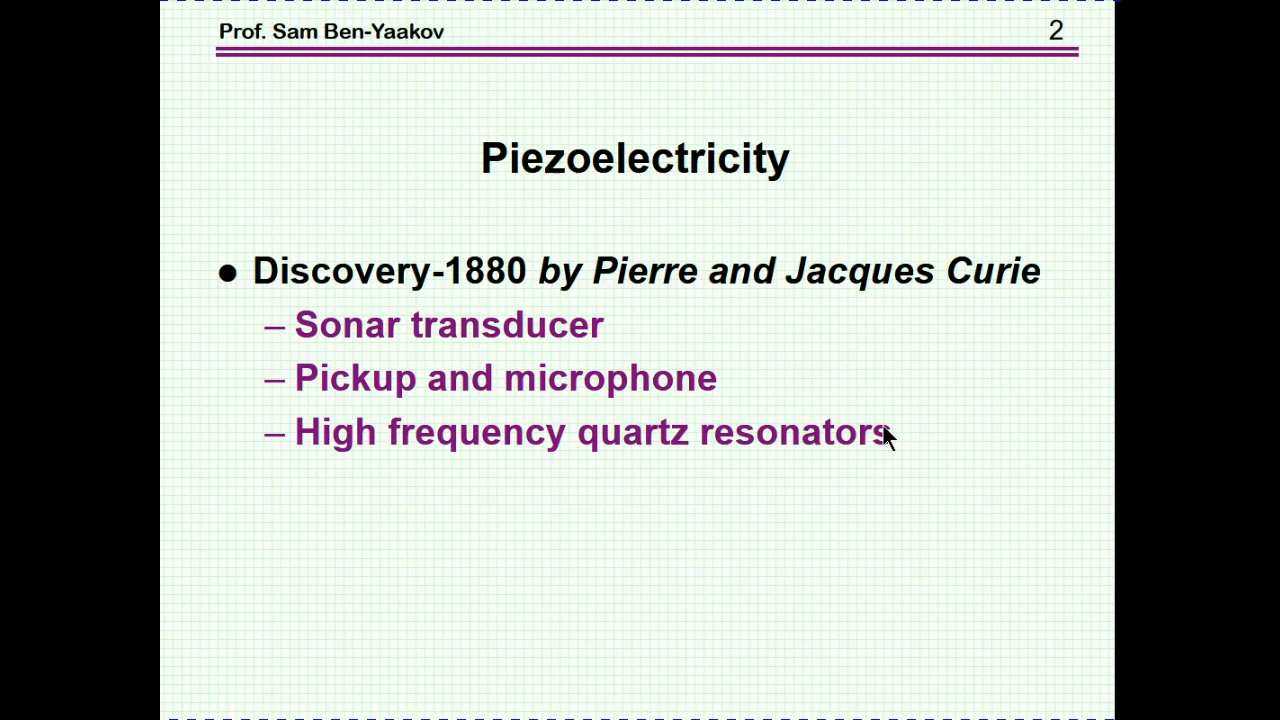 Prof. Sam Ben-Yaakov 2
Piezoelectricity
● Discovery-1880 by Pierre and Jacques Curie
– Sonar transducer
– Pickup and microphone
– High frequency quartz resonators